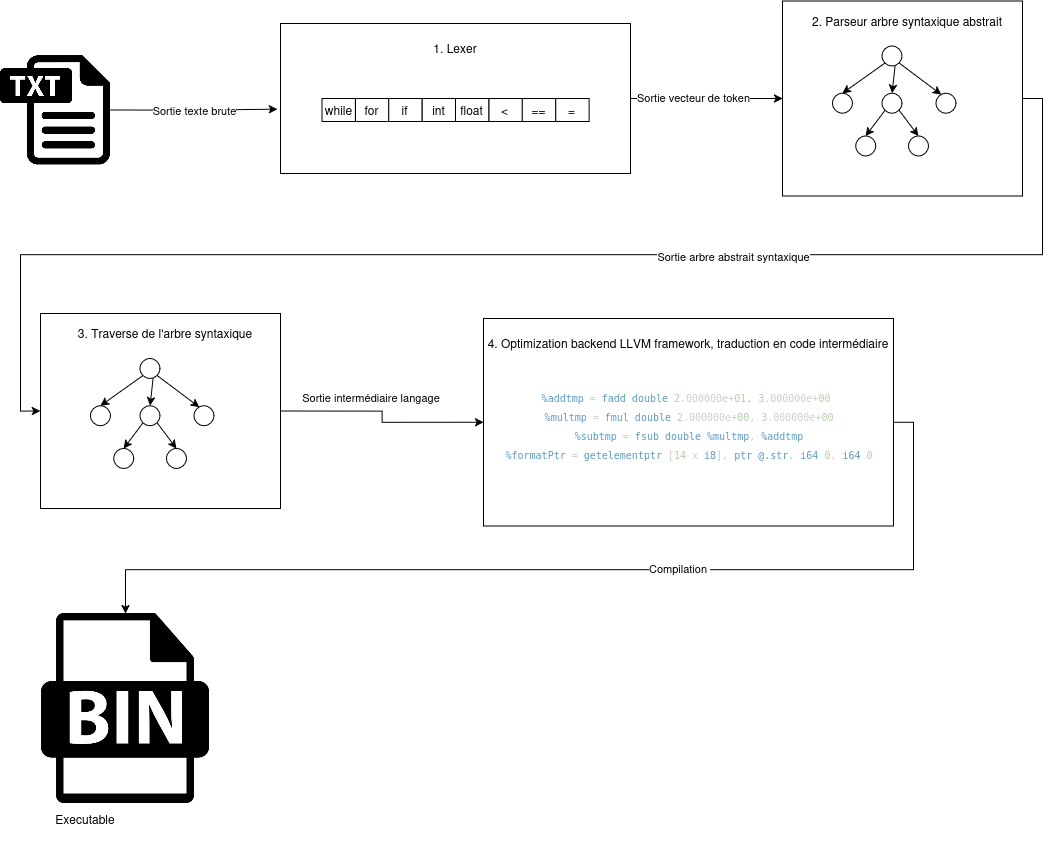 TXT
Sortie texte brute
1. Lexer
while for if int float < == =
Sortie vecteur de token
2. Parseur arbre syntaxique abstrait
Sortie arbre abstrait syntaxique
3. Traverse de l'arbre syntaxique
Sortie intermédiaire langage
4. Optimization backend LLVM framework, traduction en code intermédiaire
%addtmp = fadd double 2.000000e+01, 3.000000e+00
%multmp = fmul double 2.000000e+00, 3.000000e+00
%subtmp = fsub double %multmp, %addtmp
%formatPtr = getelementptr [14 x i8], ptr @.str, i64 0, i64 0
Compilation
BIN
Executable